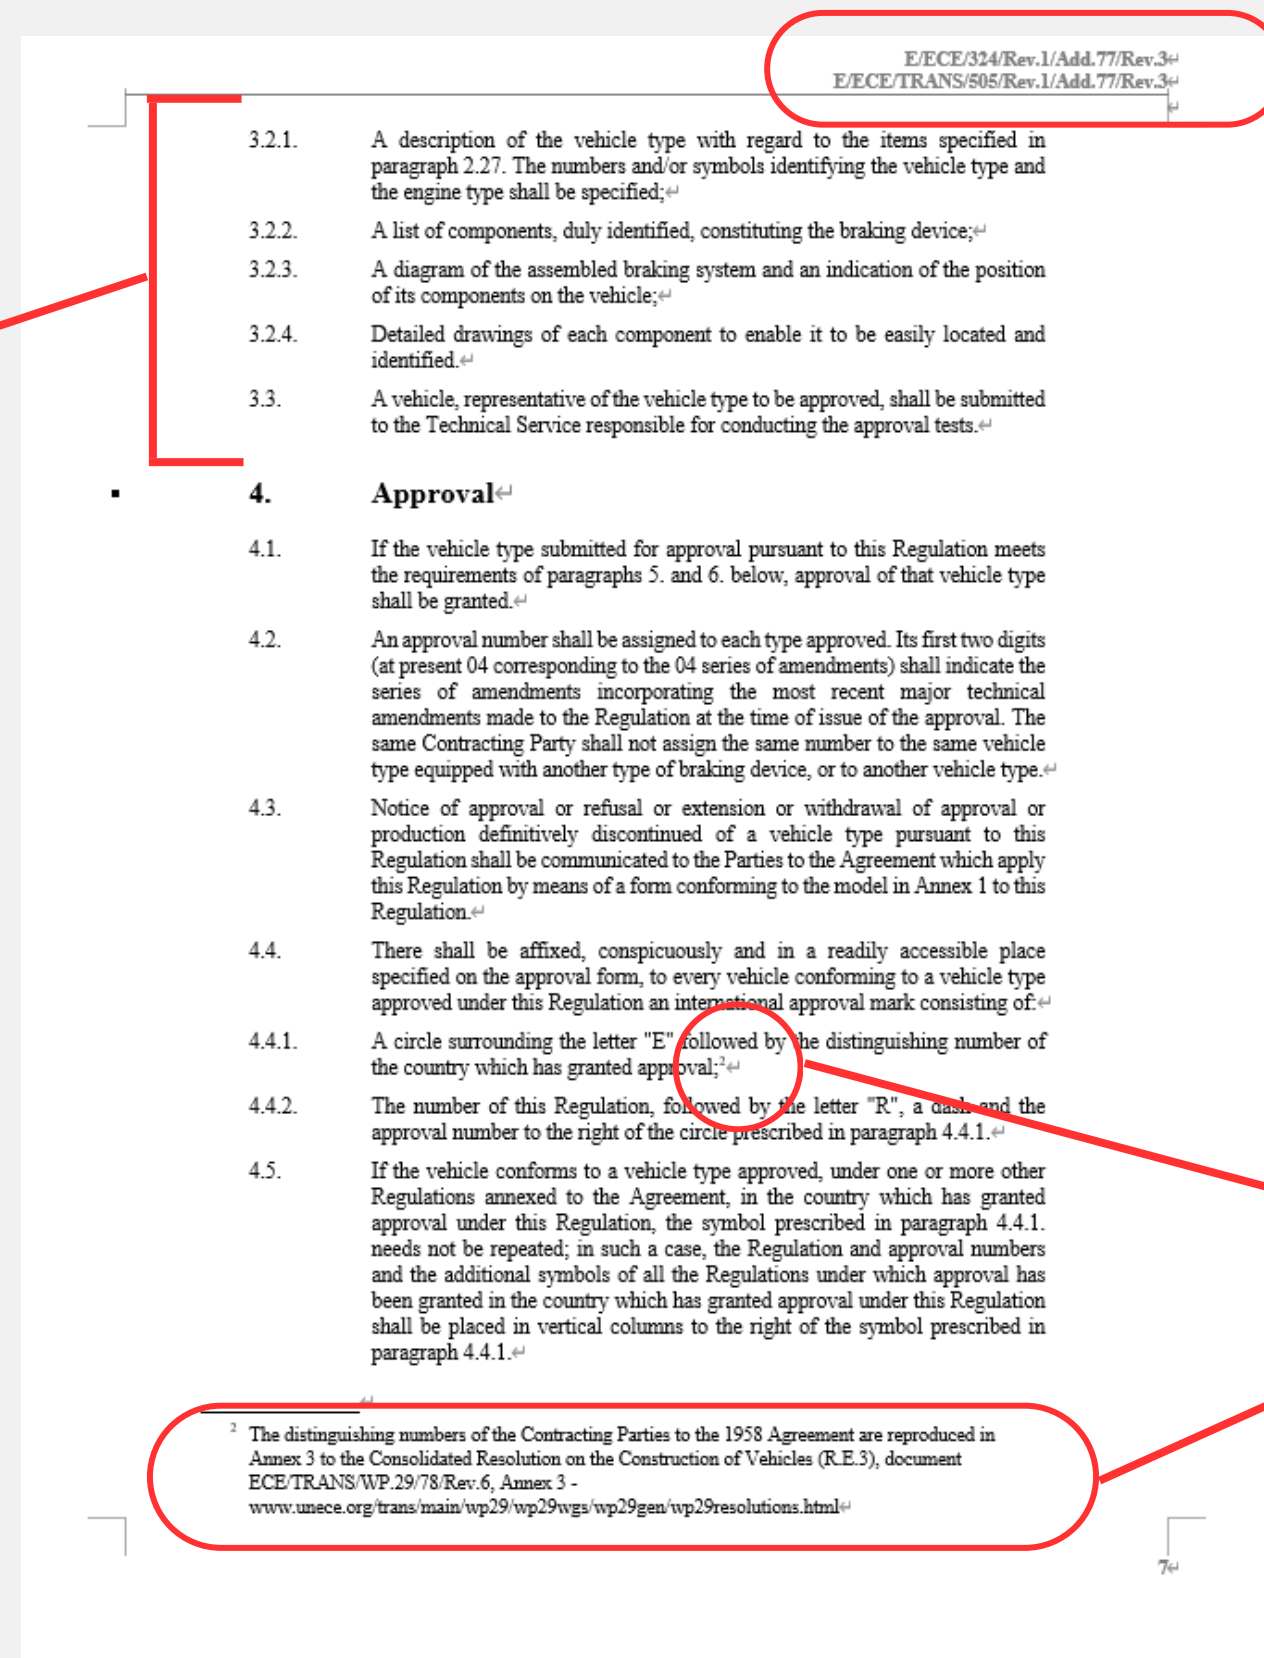 E/ECE/324/Rev.1/Add.77/Rev.3
E/ECE/TRANS/505/Rev.1/Add.77/Rev.3
3.2.1. A description of the vehicle type with regard to the items specified in
paragraph 2.27. The numbers and/or symbols identifying the vehicle type and
the engine type shall be specified;
3.2.2. A list of components, duly identified, constituting the braking device;
3.2.3. A diagram of the assembled braking system and an indication of the position
of its components on the vehicle;
3.2.4. Detailed drawings of each component to enable it to be easily located and
identified.
3.3. A vehicle, representative of the vehicle type to be approved, shall be submitted
to the Technical Service responsible for conducting the approval tests.
4. Approval
4.1. If the vehicle type submitted for approval pursuant to this Regulation meets
the requirements of paragraphs 5. and 6. below, approval of that vehicle type
shall be granted.
4.2. An approval number shall be assigned to each type approved. Its first two digits
(at present 04 corresponding to the 04 series of amendments) shall indicate the
series of amendments incorporating the most recent major technical
amendments made to the Regulation at the time of issue of the approval. The
same Contracting Party shall not assign the same number to the same vehicle
type equipped with another type of braking device, or to another vehicle type.
4.3. Notice of approval or refusal or extension or withdrawal of approval or
production definitively discontinued of a vehicle type pursuant to this
Regulation shall be communicated to the Parties to the Agreement which apply
this Regulation by means of a form conforming to the model in Annex 1 to this
Regulation.
4.4. There shall be affixed, conspicuously and in a readily accessible place
specified on the approval form, to every vehicle conforming to a vehicle type
approved under this Regulation an international approval mark consisting of:
4.4.1. A circle surrounding the letter "E" followed by the distinguishing number of
the country which has granted approval;²
4.4.2. The number of this Regulation, followed by the letter "R", a dash and the
approval number to the right of the circle prescribed in paragraph 4.4.1.
4.5. If the vehicle conforms to a vehicle type approved, under one or more other
Regulations annexed to the Agreement, in the country which has granted
approval under this Regulation, the symbol prescribed in paragraph 4.4.1.
needs not be repeated; in such a case, the Regulation and approval numbers
and the additional symbols of all the Regulations under which approval has
been granted in the country which has granted approval under this Regulation
shall be placed in vertical columns to the right of the symbol prescribed in
paragraph 4.4.1.
² The distinguishing numbers of the Contracting Parties to the 1958 Agreement are reproduced in
Annex 3 to the Consolidated Resolution on the Construction of Vehicles (R.E.3), document
ECE/TRANS/WP.29/78/Rev.6, Annex 3 -
www.unece.org/trans/main/wp29/wp29wgs/wp29gen/wp29resolutions.html
7